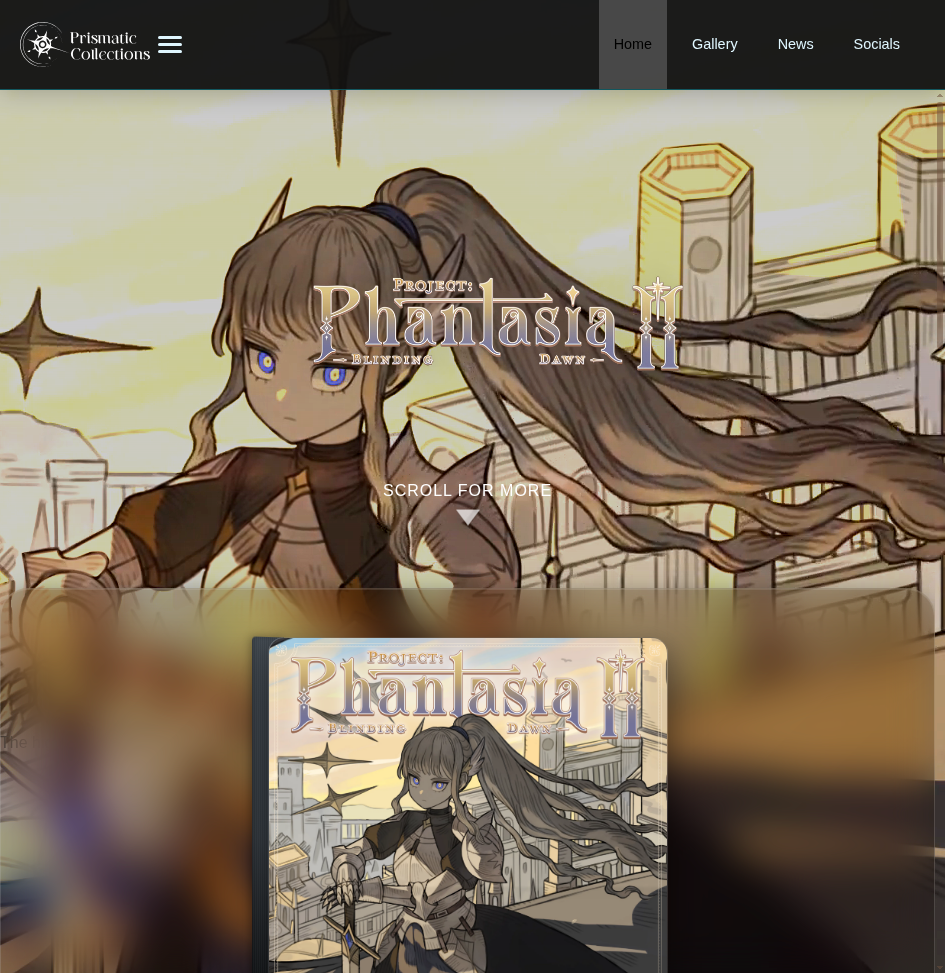 Prismatic
Collections
Home
Gallery
News
Socials
PROJECT:
Phantasia II
BLINDING DAWN
SCROLL FOR MORE
PROJECT:
Phantasia II
BLINDING DAWN
The